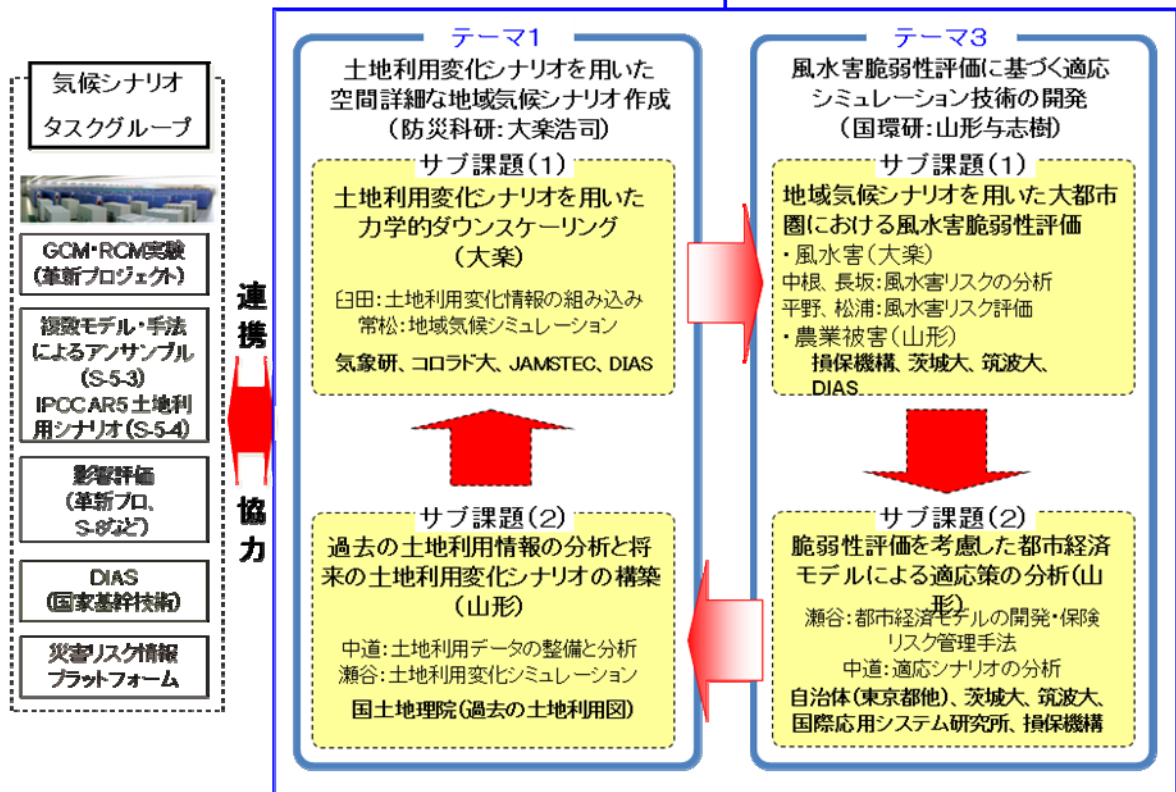 気候シナリオ
タスクグループ
GCM・RCM実験
(革新プロジェクト)
複数モデル・手法
によるアンサンブル
(S-5-3)
IPCC AR5 土地利
用シナリオ(S-5-4)
影響評価
(革新プロ、
S-8など)
DIAS
(国家基幹技術)
災害リスク情報
プラットフォーム
連携
協力
テーマ1
土地利用変化シナリオを用いた
空間詳細な地域気候シナリオ作成
(防災科研:大楽浩司)
サブ課題(1)
土地利用変化シナリオを用いた
力学的ダウンスケーリング
(大楽)
臼田:土地利用変化情報の組み込み
常松:地域気候シミュレーション
気象研、コロラド大、JAMSTEC、DIAS
サブ課題(2)
過去の土地利用情報の分析と将
来の土地利用変化シナリオの構築
(山形)
中道:土地利用データの整備と分析
瀬谷:土地利用変化シミュレーション
国土地理院(過去の土地利用図)
テーマ3
風水害脆弱性評価に基づく適応
シミュレーション技術の開発
(国環研:山形与志樹)
サブ課題(1)
地域気候シナリオを用いた大都市
圏における風水害脆弱性評価
・風水害(大楽)
中根、長坂:風水害リスクの分析
平野、松浦:風水害リスク評価
・農業被害(山形)
損保機構、茨城大、筑波大、
DIAS
サブ課題(2)
脆弱性評価を考慮した都市経済
モデルによる適応策の分析(山
形)
瀬谷:都市経済モデルの開発・保険
リスク管理手法
中道:適応シナリオの分析
自治体(東京都他)、茨城大、筑波大、
国際応用システム研究所、損保機構